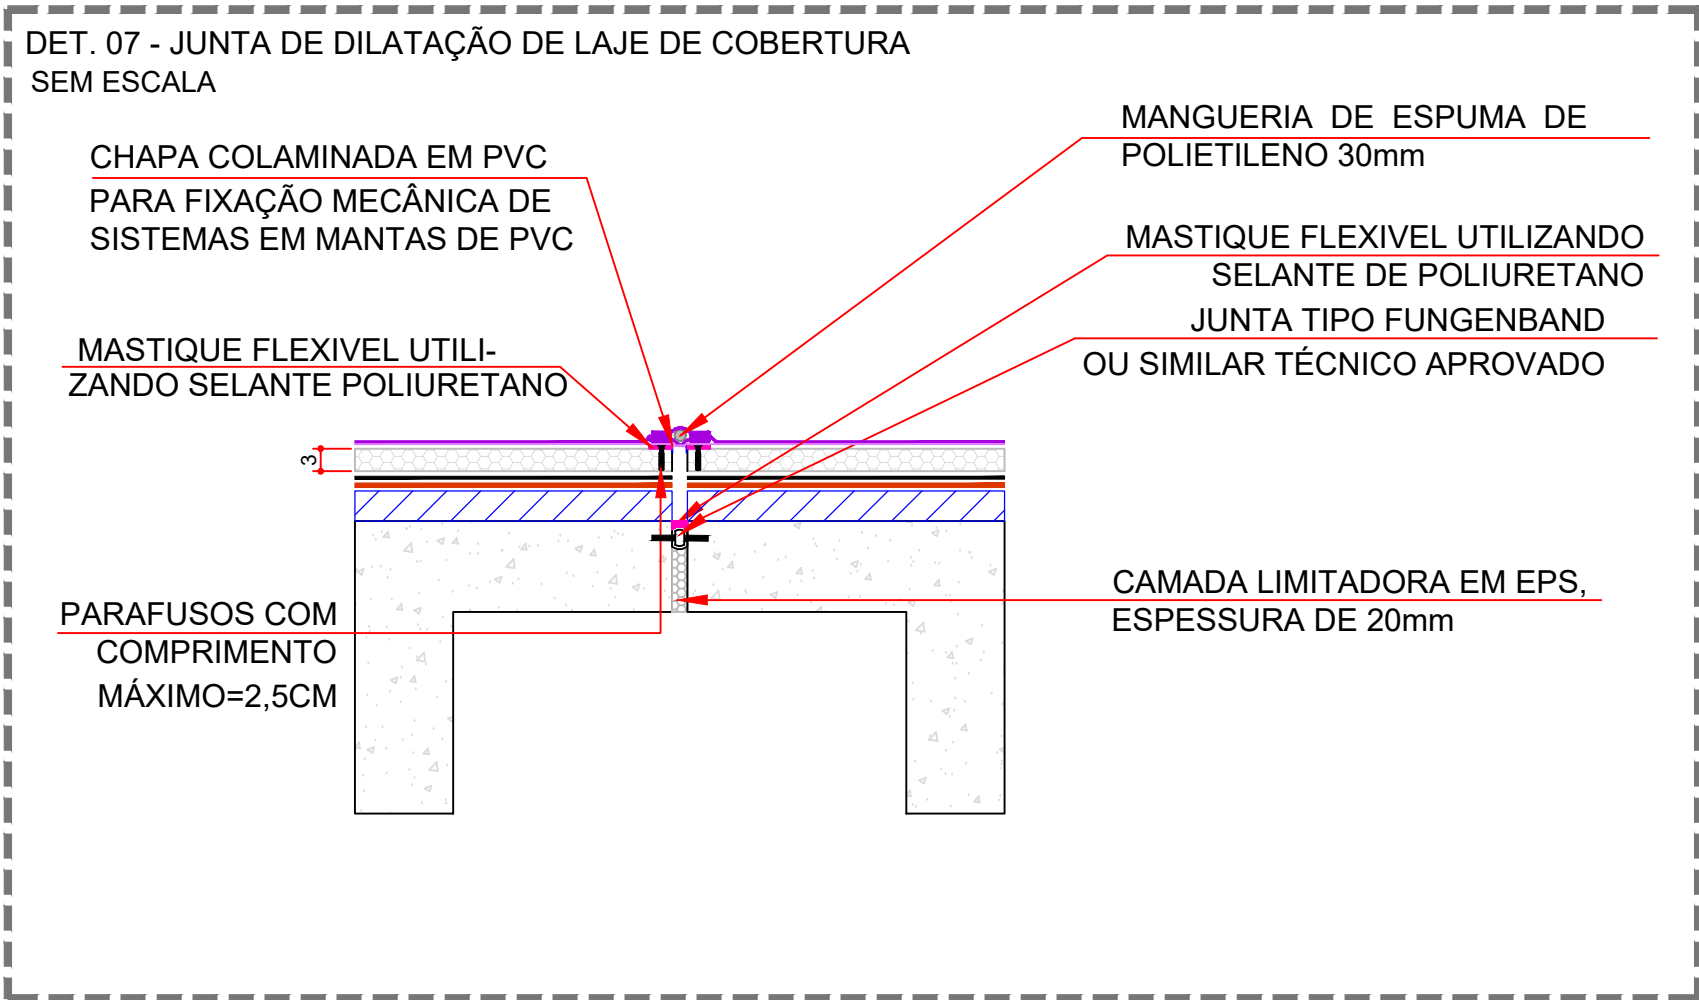 DET. 07 - JUNTA DE DILATAÇÃO DE LAJE DE COBERTURA
SEM ESCALA
CHAPA COLAMINADA EM PVC
PARA FIXAÇÃO MECÂNICA DE
SISTEMAS EM MANTAS DE PVC
MANGUERIA DE ESPUMA DE
POLIETILENO 30mm
MASTIQUE FLEXIVEL UTILIZANDO
SELANTE DE POLIURETANO
JUNTA TIPO FUNGENBAND
OU SIMILAR TÉCNICO APROVADO
MASTIQUE FLEXIVEL UTILI-
ZANDO SELANTE POLIURETANO
3
PARAFUSOS COM
COMPRIMENTO
MÁXIMO=2,5CM
CAMADA LIMITADORA EM EPS,
ESPESSURA DE 20mm